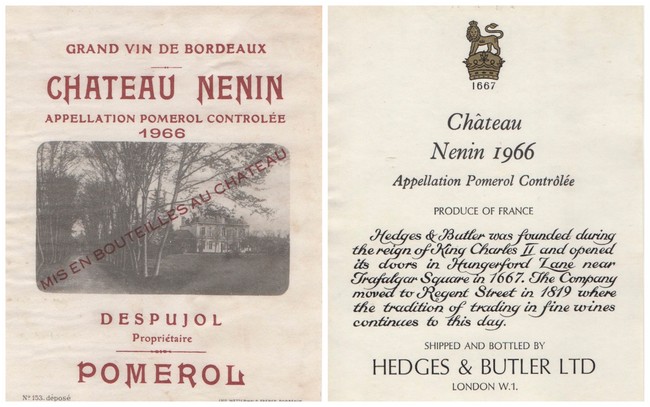 GRAND VIN DE BORDEAUX
CHATEAU NENIN
APPELLATION POMEROL CONTROLÉE
1966
MIS EN BOUTEILLES AU CHATEAU
DESPUJOL
Propriétaire
POMEROL
No 153. déposé
1667
Château
Nenin 1966
Appellation Pomerol Contrôlée
PRODUCE OF FRANCE
Hedges & Butler was founded during
the reign of King Charles II and opened
its doors in Hungerford Lane near
Trafalgar Square in 1667. The Company
moved to Regent Street in 1819 where
the tradition of trading in fine wines
continues to this day.
SHIPPED AND BOTTLED BY
HEDGES & BUTLER LTD
LONDON W.1.